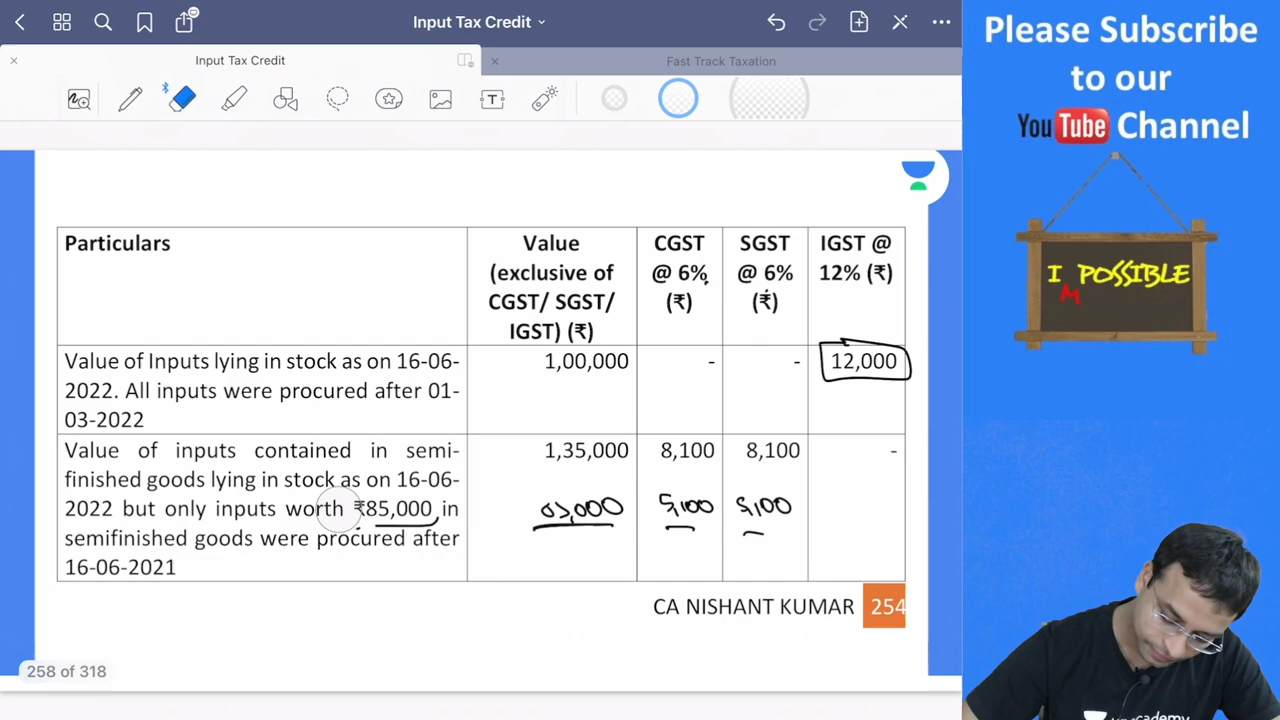 Input Tax Credit
Input Tax Credit
Fast Track Taxation
Please Subscribe
to our
YouTube Channel
I POSSIBLE
M
Particulars
Value
(exclusive of
CGST/ SGST/
IGST) (₹)
CGST
@ 6%
(₹)
SGST
@ 6%
(₹)
IGST @
12% (₹)
Value of Inputs lying in stock as on 16-06-
2022. All inputs were procured after 01-
03-2022
1,00,000
-
-
12,000
Value of inputs contained in semi-
finished goods lying in stock as on 16-06-
2022 but only inputs worth ₹85,000 in
semifinished goods were procured after
16-06-2021
1,35,000
8,100
8,100
-
5,100
5,100
CA NISHANT KUMAR
254
258 of 318